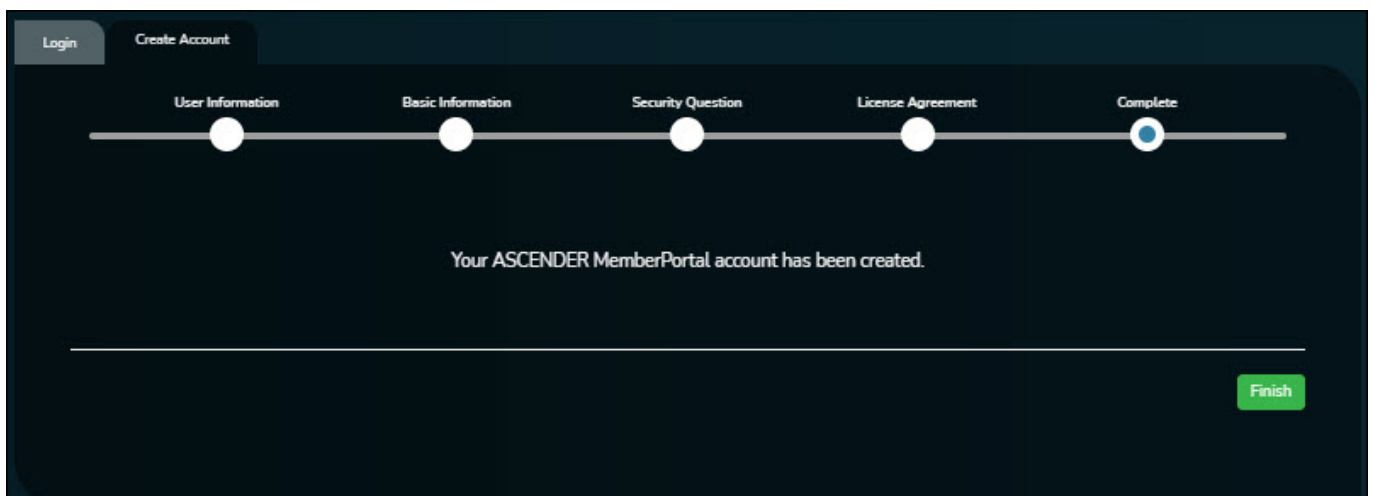 Login Create Account
User Information Basic Information Security Question License Agreement Complete
Your ASCENDER MemberPortal account has been created.
Finish